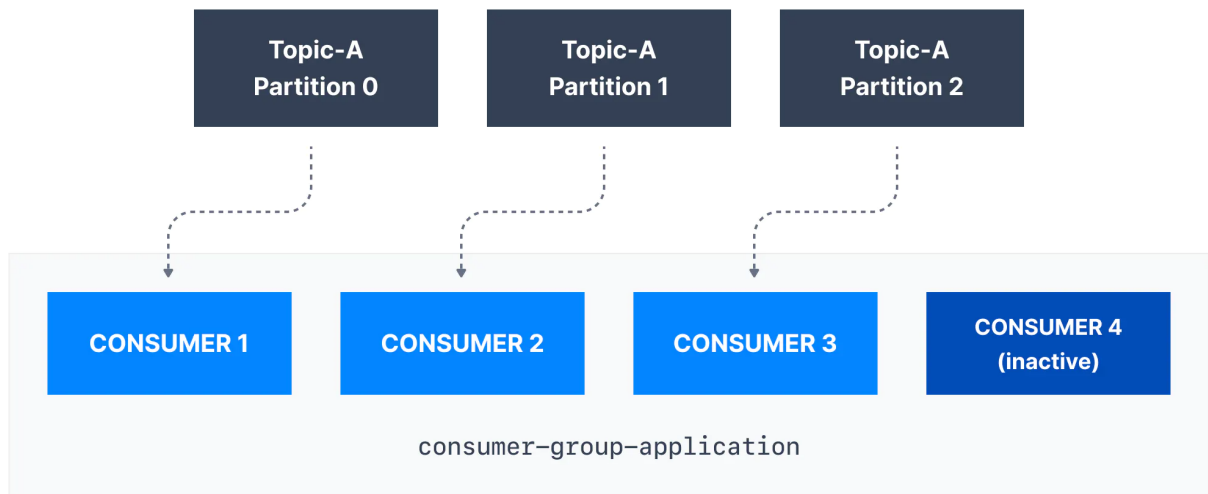 Topic-A
Partition 0
Topic-A
Partition 1
Topic-A
Partition 2
CONSUMER 1
CONSUMER 2
CONSUMER 3
CONSUMER 4
(inactive)
consumer-group-application